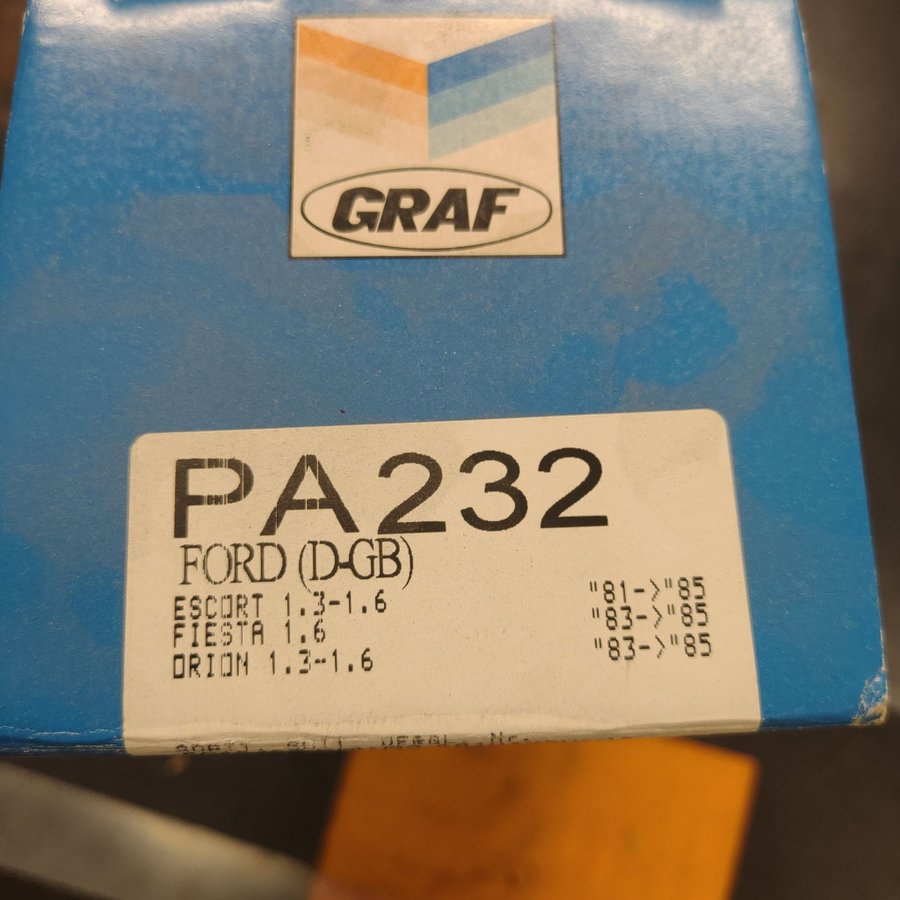 GRAF
PA232
FORD (D-GB)
ESCORT 1.3-1.6 "81->"85
FIESTA 1.6 "83->"85
ORION 1.3-1.6 "83->"85